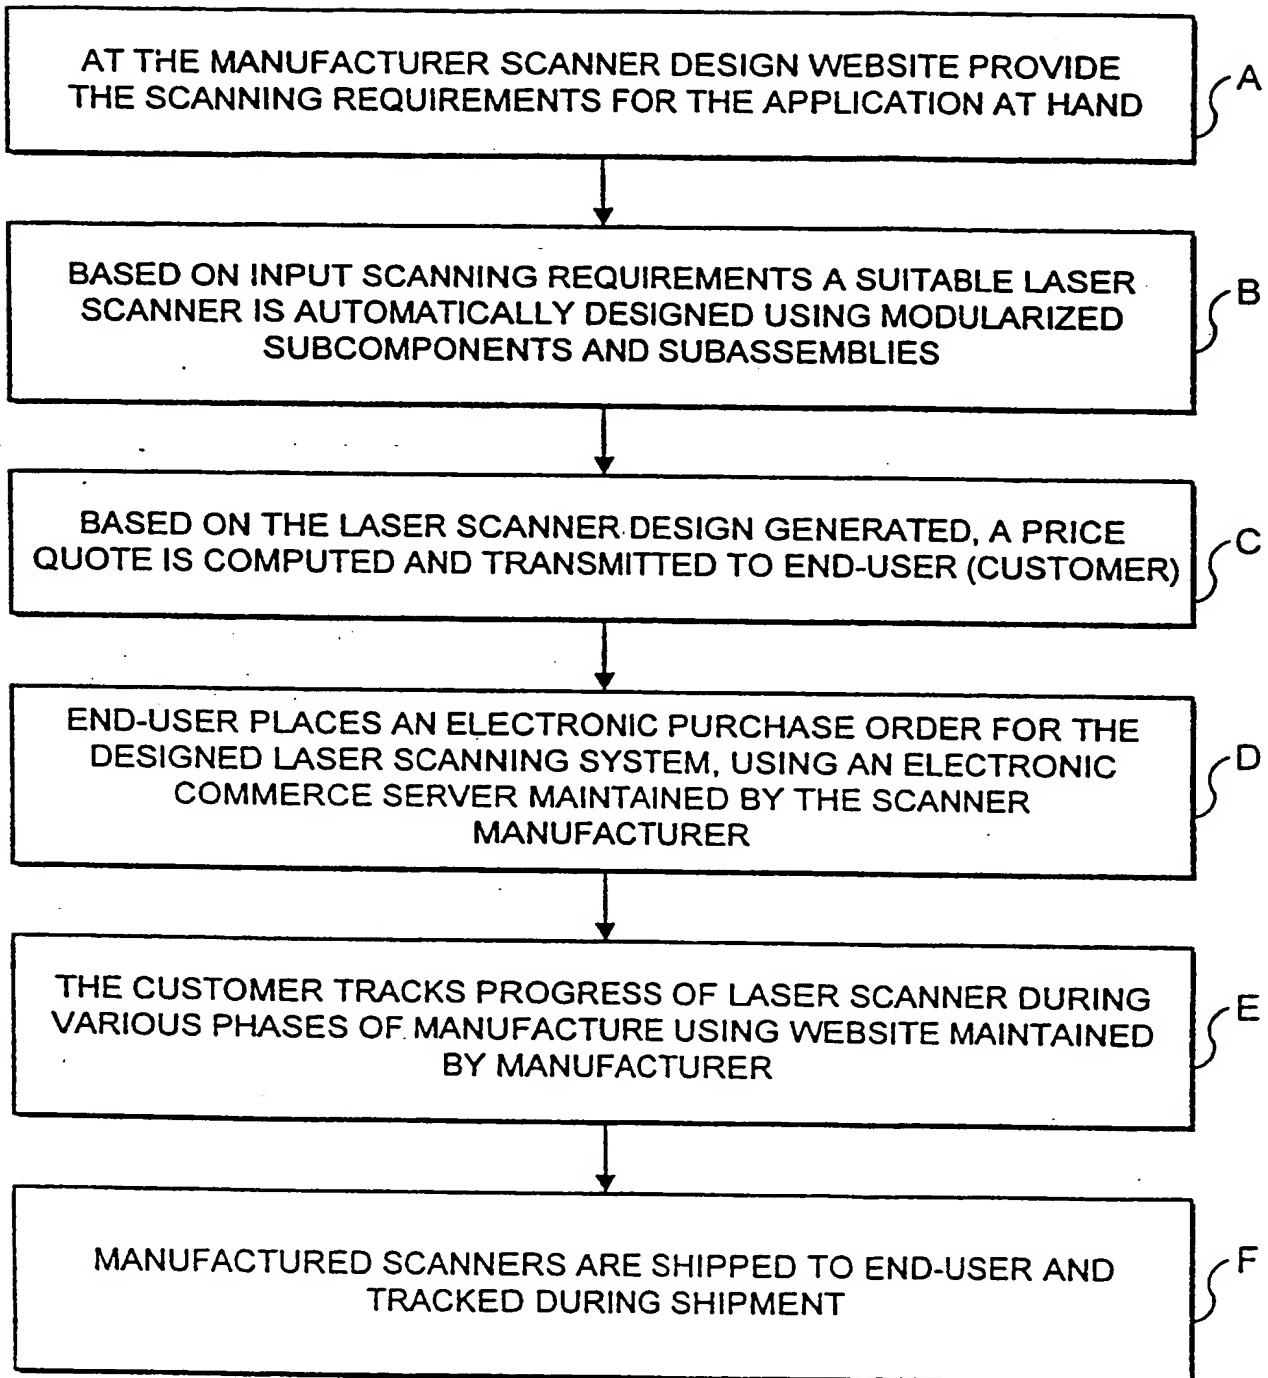 AT THE MANUFACTURER SCANNER DESIGN WEBSITE PROVIDE
THE SCANNING REQUIREMENTS FOR THE APPLICATION AT HAND
A
BASED ON INPUT SCANNING REQUIREMENTS A SUITABLE LASER
SCANNER IS AUTOMATICALLY DESIGNED USING MODULARIZED
SUBCOMPONENTS AND SUBASSEMBLIES
B
BASED ON THE LASER SCANNER DESIGN GENERATED, A PRICE
QUOTE IS COMPUTED AND TRANSMITTED TO END-USER (CUSTOMER)
C
END-USER PLACES AN ELECTRONIC PURCHASE ORDER FOR THE
DESIGNED LASER SCANNING SYSTEM, USING AN ELECTRONIC
COMMERCE SERVER MAINTAINED BY THE SCANNER
MANUFACTURER
D
THE CUSTOMER TRACKS PROGRESS OF LASER SCANNER DURING
VARIOUS PHASES OF MANUFACTURE USING WEBSITE MAINTAINED
BY MANUFACTURER
E
MANUFACTURED SCANNERS ARE SHIPPED TO END-USER AND
TRACKED DURING SHIPMENT
F